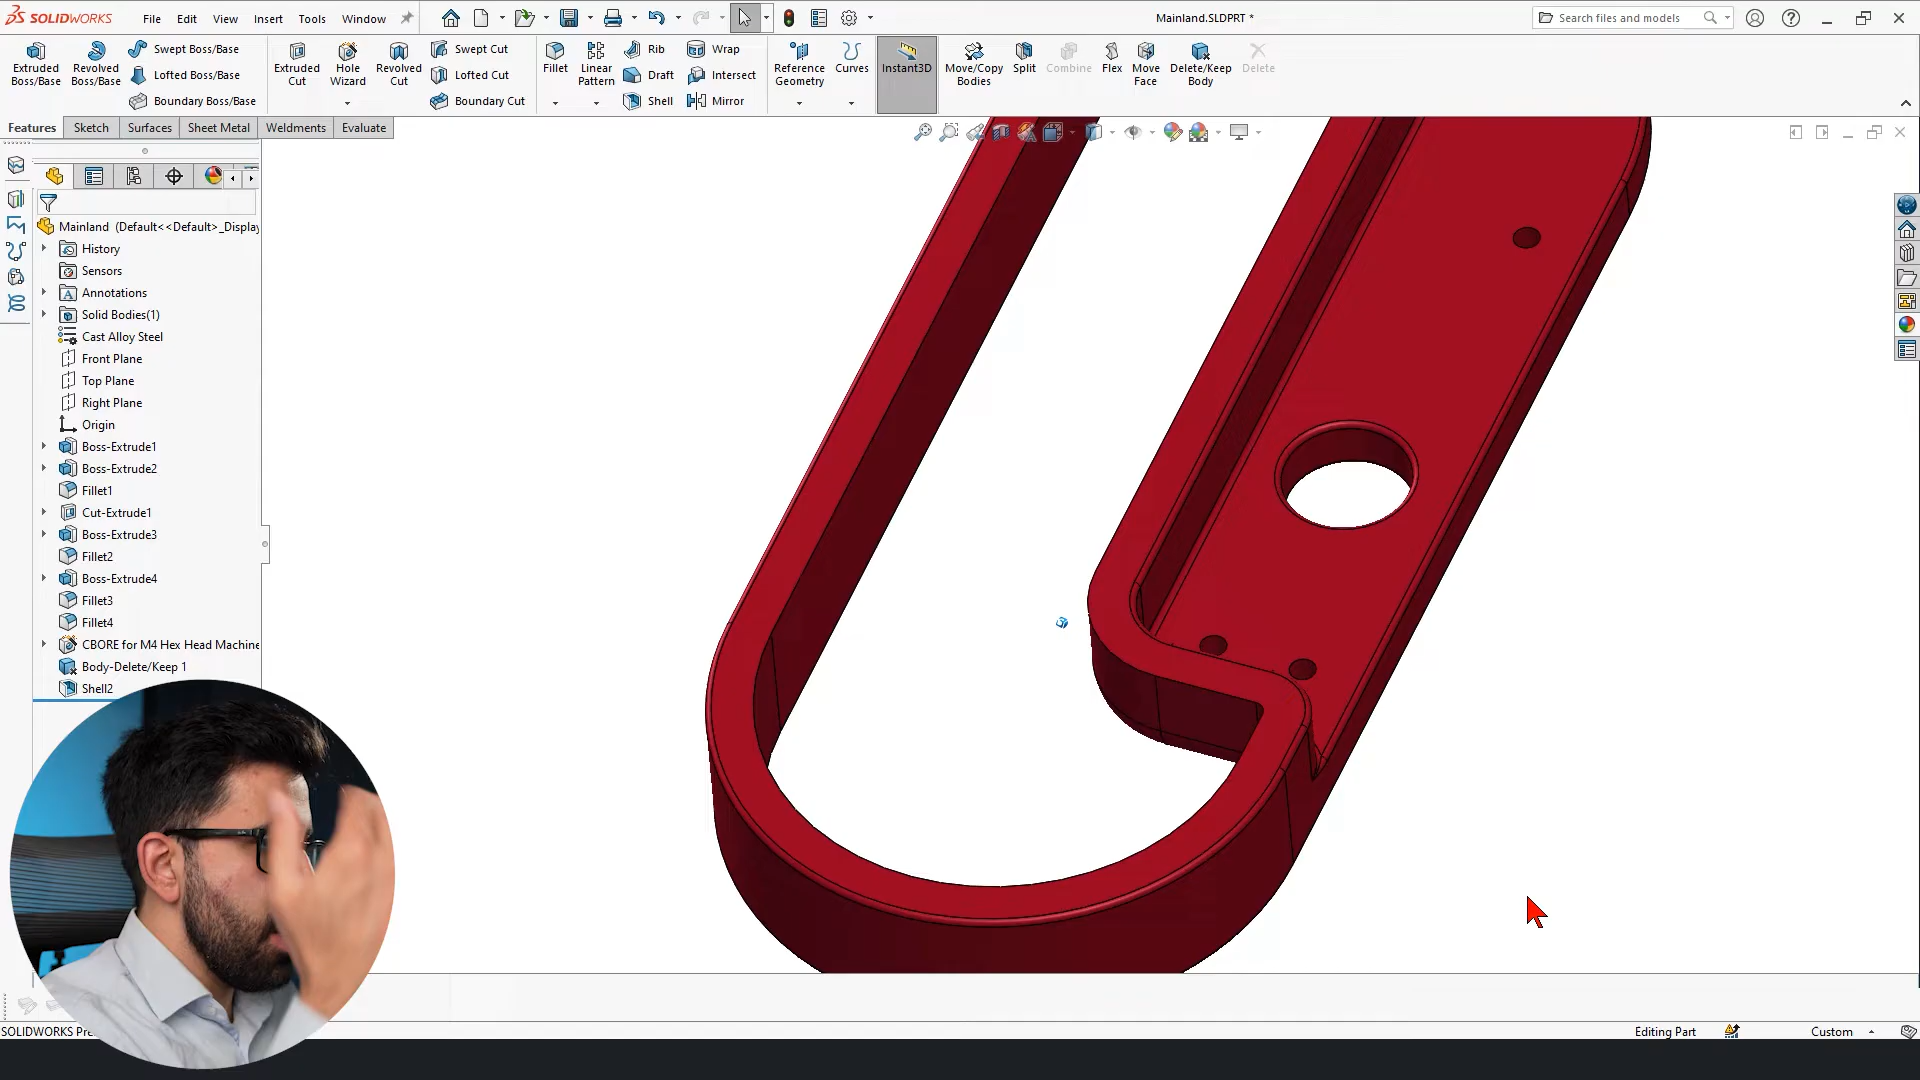 SOLIDWORKS File Edit View Insert Tools Window Mainland.SLDPRT * Search files and models
Extruded Boss/Base
Revolved Boss/Base
Swept Boss/Base
Lofted Boss/Base
Boundary Boss/Base
Extruded Cut
Hole Wizard
Revolved Cut
Swept Cut
Lofted Cut
Boundary Cut
Fillet
Linear Pattern
Rib
Draft
Shell
Wrap
Intersect
Mirror
Reference Geometry
Curves
Instant3D
Move/Copy Bodies
Split
Combine
Flex
Move Face
Delete/Keep Body
Delete
Features Sketch Surfaces Sheet Metal Weldments Evaluate
Mainland (Default<<Default>_Display
History
Sensors
Annotations
Solid Bodies(1)
Cast Alloy Steel
Front Plane
Top Plane
Right Plane
Origin
Boss-Extrude1
Boss-Extrude2
Fillet1
Cut-Extrude1
Boss-Extrude3
Fillet2
Boss-Extrude4
Fillet3
Fillet4
CBORE for M4 Hex Head Machine
Body-Delete/Keep 1
Shell2
SOLIDWORKS Pre
Editing Part Custom